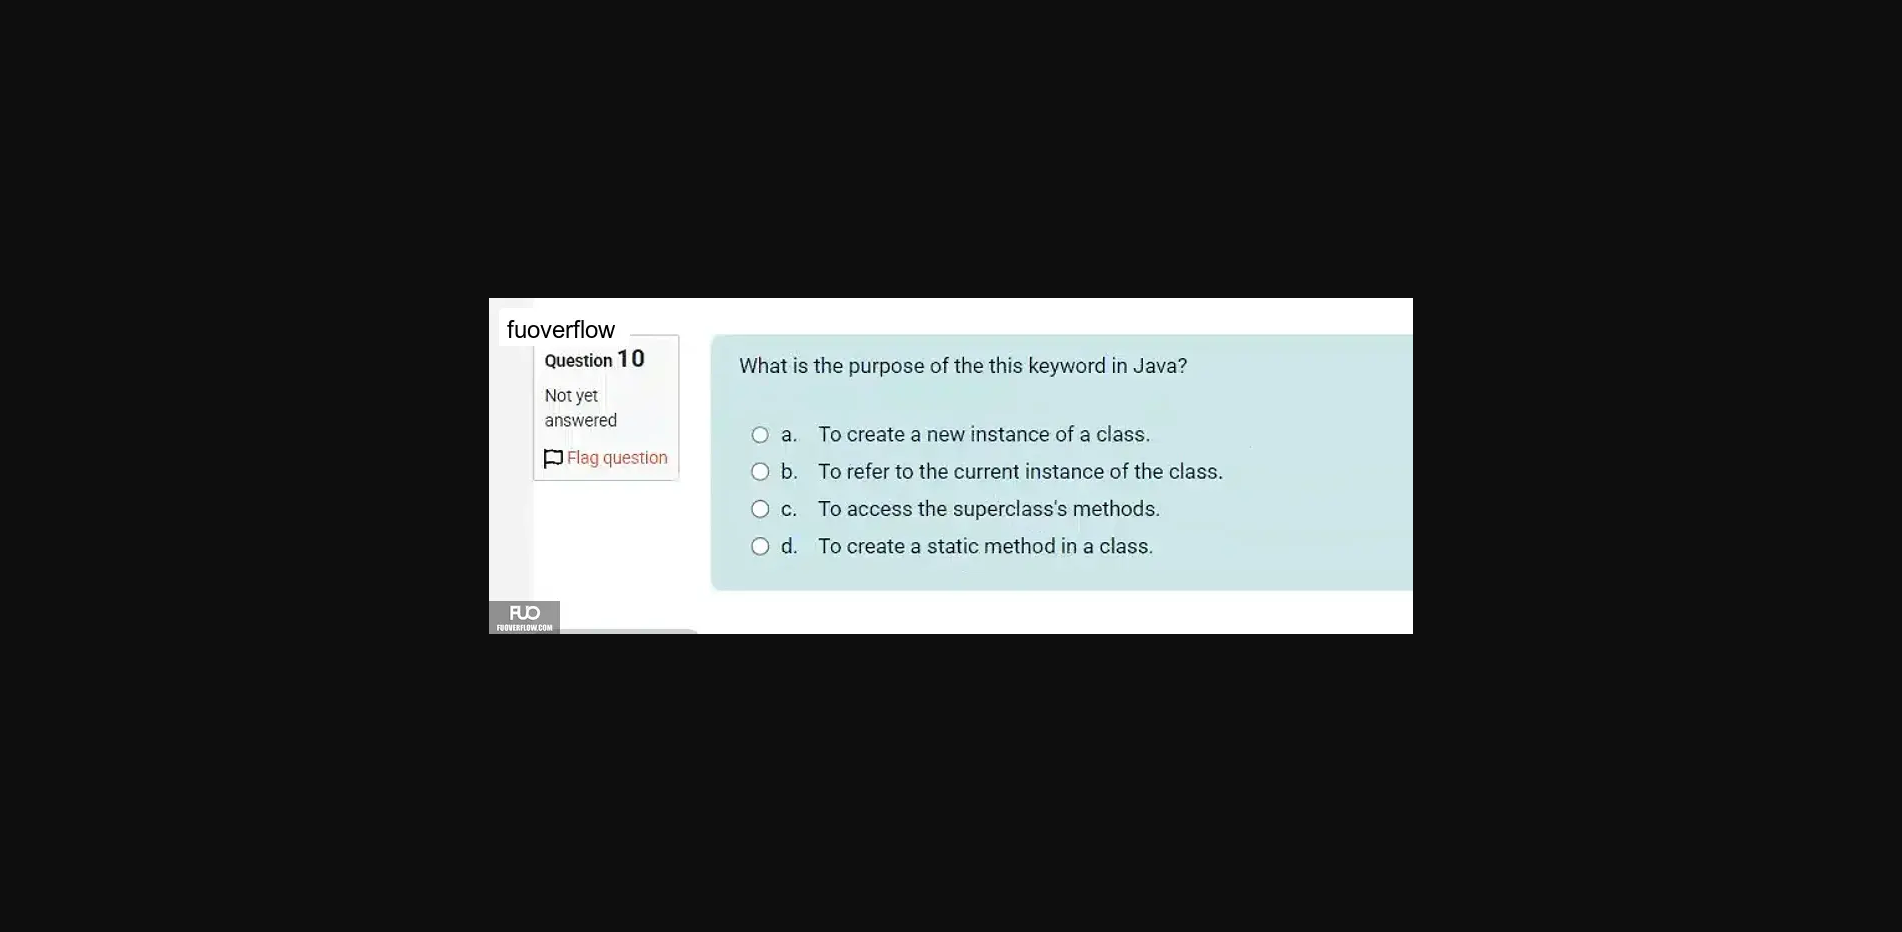 fuoverflow
Question 10
Not yet
answered
Flag question
What is the purpose of the this keyword in Java?
a. To create a new instance of a class.
b. To refer to the current instance of the class.
c. To access the superclass's methods.
d. To create a static method in a class.
FUO
FUOVERFLOW.COM